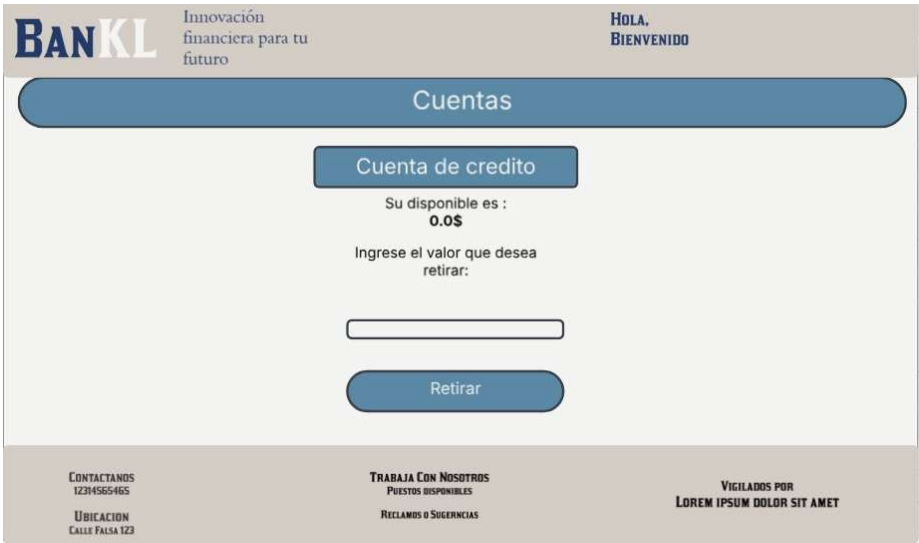 BANKL
Innovación
financiera para tu
futuro
HOLA,
BIENVENIDO
Cuentas
Cuenta de credito
Su disponible es :
0.0$
Ingrese el valor que desea
retirar:
Retirar
CONTACTANOS
12314565465
UBICACION
CALLE FALSA 123
TRABAJA CON NOSOTROS
PUESTOS DISPONIBLES
RECLAMOS O SUGERNCIAS
VIGILADOS POR
LOREM IPSUM DOLOR SIT AMET